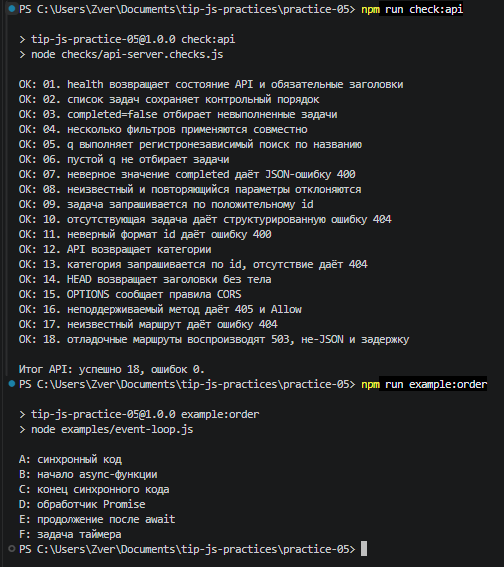 PS C:\Users\Zver\Documents\tip-js-practices\practice-05> npm run check:api
> tip-js-practice-05@1.0.0 check:api
> node checks/api-server.checks.js
OK: 01. health возвращает состояние API и обязательные заголовки
OK: 02. список задач сохраняет контрольный порядок
OK: 03. completed=false отбирает невыполненные задачи
OK: 04. несколько фильтров применяются совместно
OK: 05. q выполняет регистронезависимый поиск по названию
OK: 06. пустой q не отбирает задачи
OK: 07. неверное значение completed даёт JSON-ошибку 400
OK: 08. неизвестный и повторяющийся параметры отклоняются
OK: 09. задача запрашивается по положительному id
OK: 10. отсутствующая задача даёт структурированную ошибку 404
OK: 11. неверный формат id даёт ошибку 400
OK: 12. API возвращает категории
OK: 13. категория запрашивается по id, отсутствие даёт 404
OK: 14. HEAD возвращает заголовки без тела
OK: 15. OPTIONS сообщает правила CORS
OK: 16. неподдерживаемый метод даёт 405 и Allow
OK: 17. неизвестный маршрут даёт ошибку 404
OK: 18. отладочные маршруты воспроизводят 503, не-JSON и задержку
Итог API: успешно 18, ошибок 0.
PS C:\Users\Zver\Documents\tip-js-practices\practice-05> npm run example:order
> tip-js-practice-05@1.0.0 example:order
> node examples/event-loop.js
A: синхронный код
B: начало async-функции
C: конец синхронного кода
D: обработчик Promise
E: продолжение после await
F: задача таймера
PS C:\Users\Zver\Documents\tip-js-practices\practice-05>